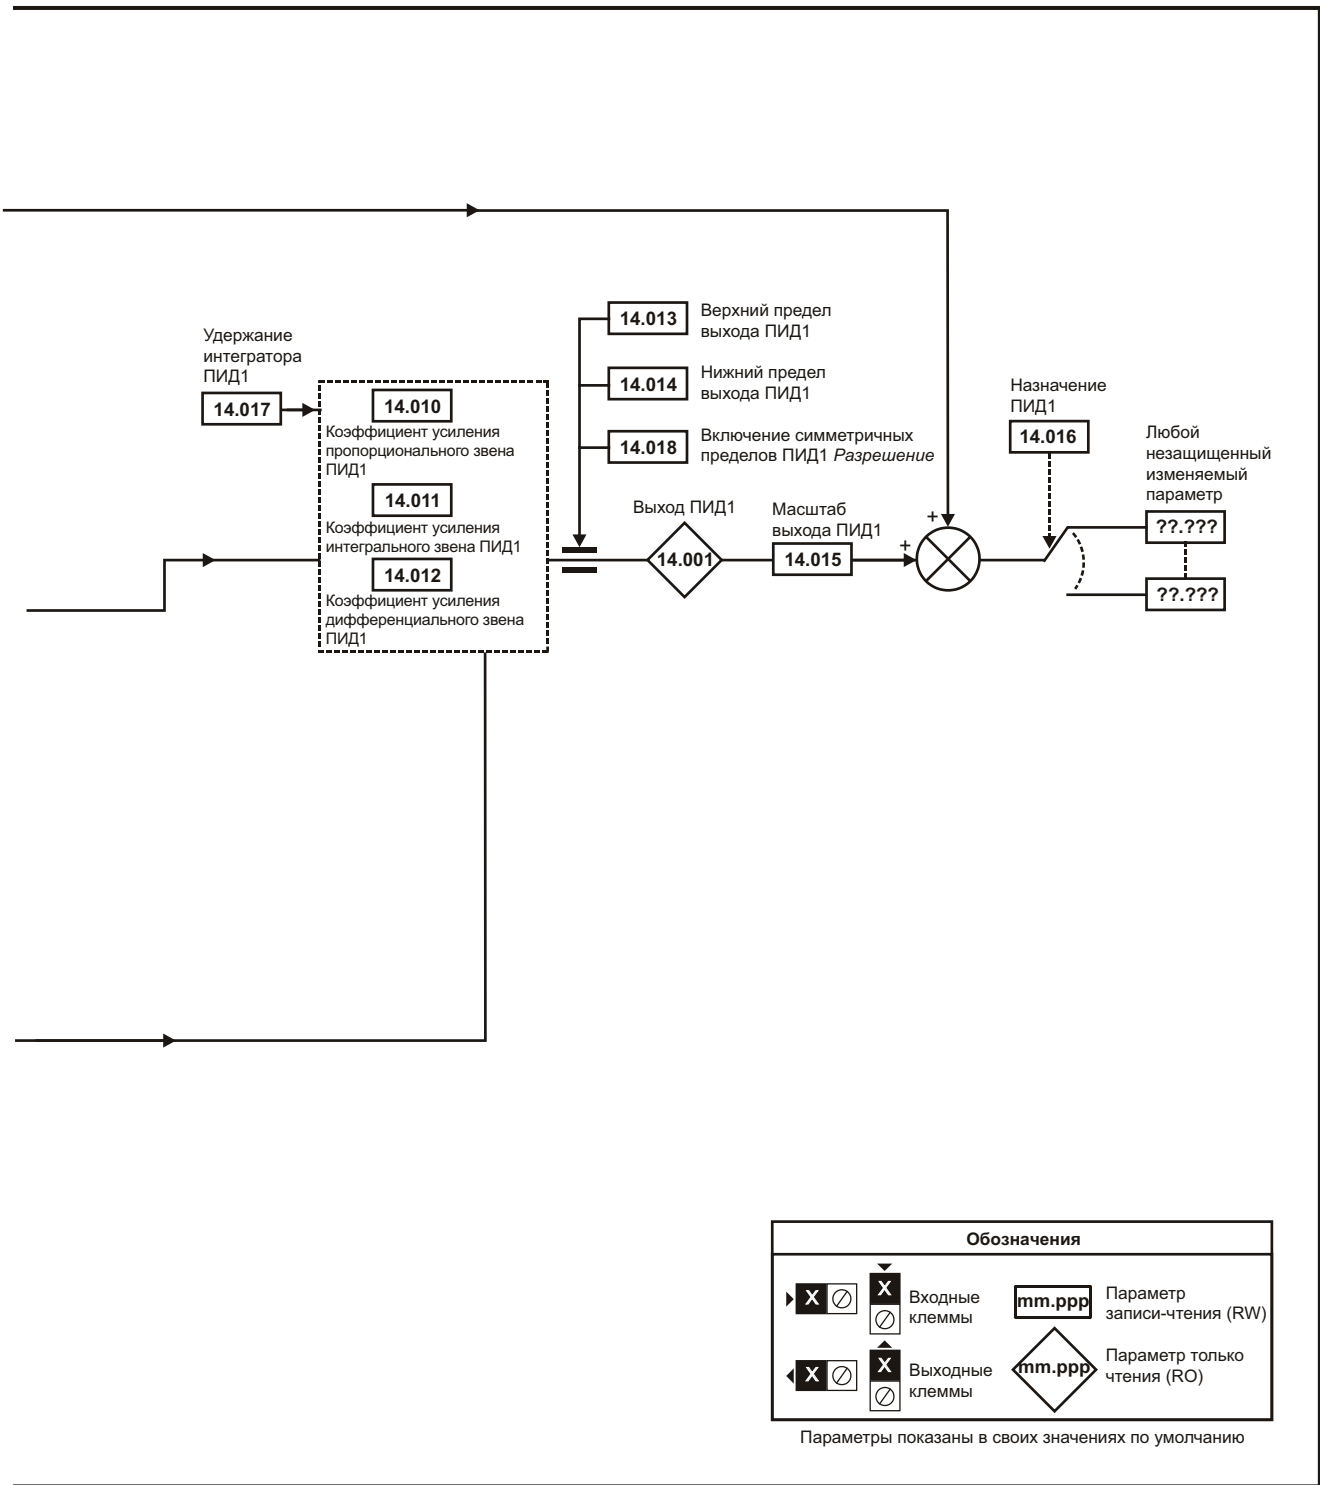 Удержание
интегратора
ПИД1
14.017
14.010
Коэффициент усиления
пропорционального звена
ПИД1
14.011
Коэффициент усиления
интегрального звена ПИД1
14.012
Коэффициент усиления
дифференциального звена
ПИД1
14.013
Верхний предел
выхода ПИД1
14.014
Нижний предел
выхода ПИД1
14.018
Включение симметричных
пределов ПИД1 Разрешение
Выход ПИД1
14.001
Масштаб
выхода ПИД1
14.015
+
+
Назначение
ПИД1
14.016
Любой
незащищенный
изменяемый
параметр
??.???
??.???
Обозначения
X
X
Входные
клеммы
mm.ppp
Параметр
записи-чтения (RW)
X
X
Выходные
клеммы
mm.ppp
Параметр только
чтения (RO)
Параметры показаны в своих значениях по умолчанию